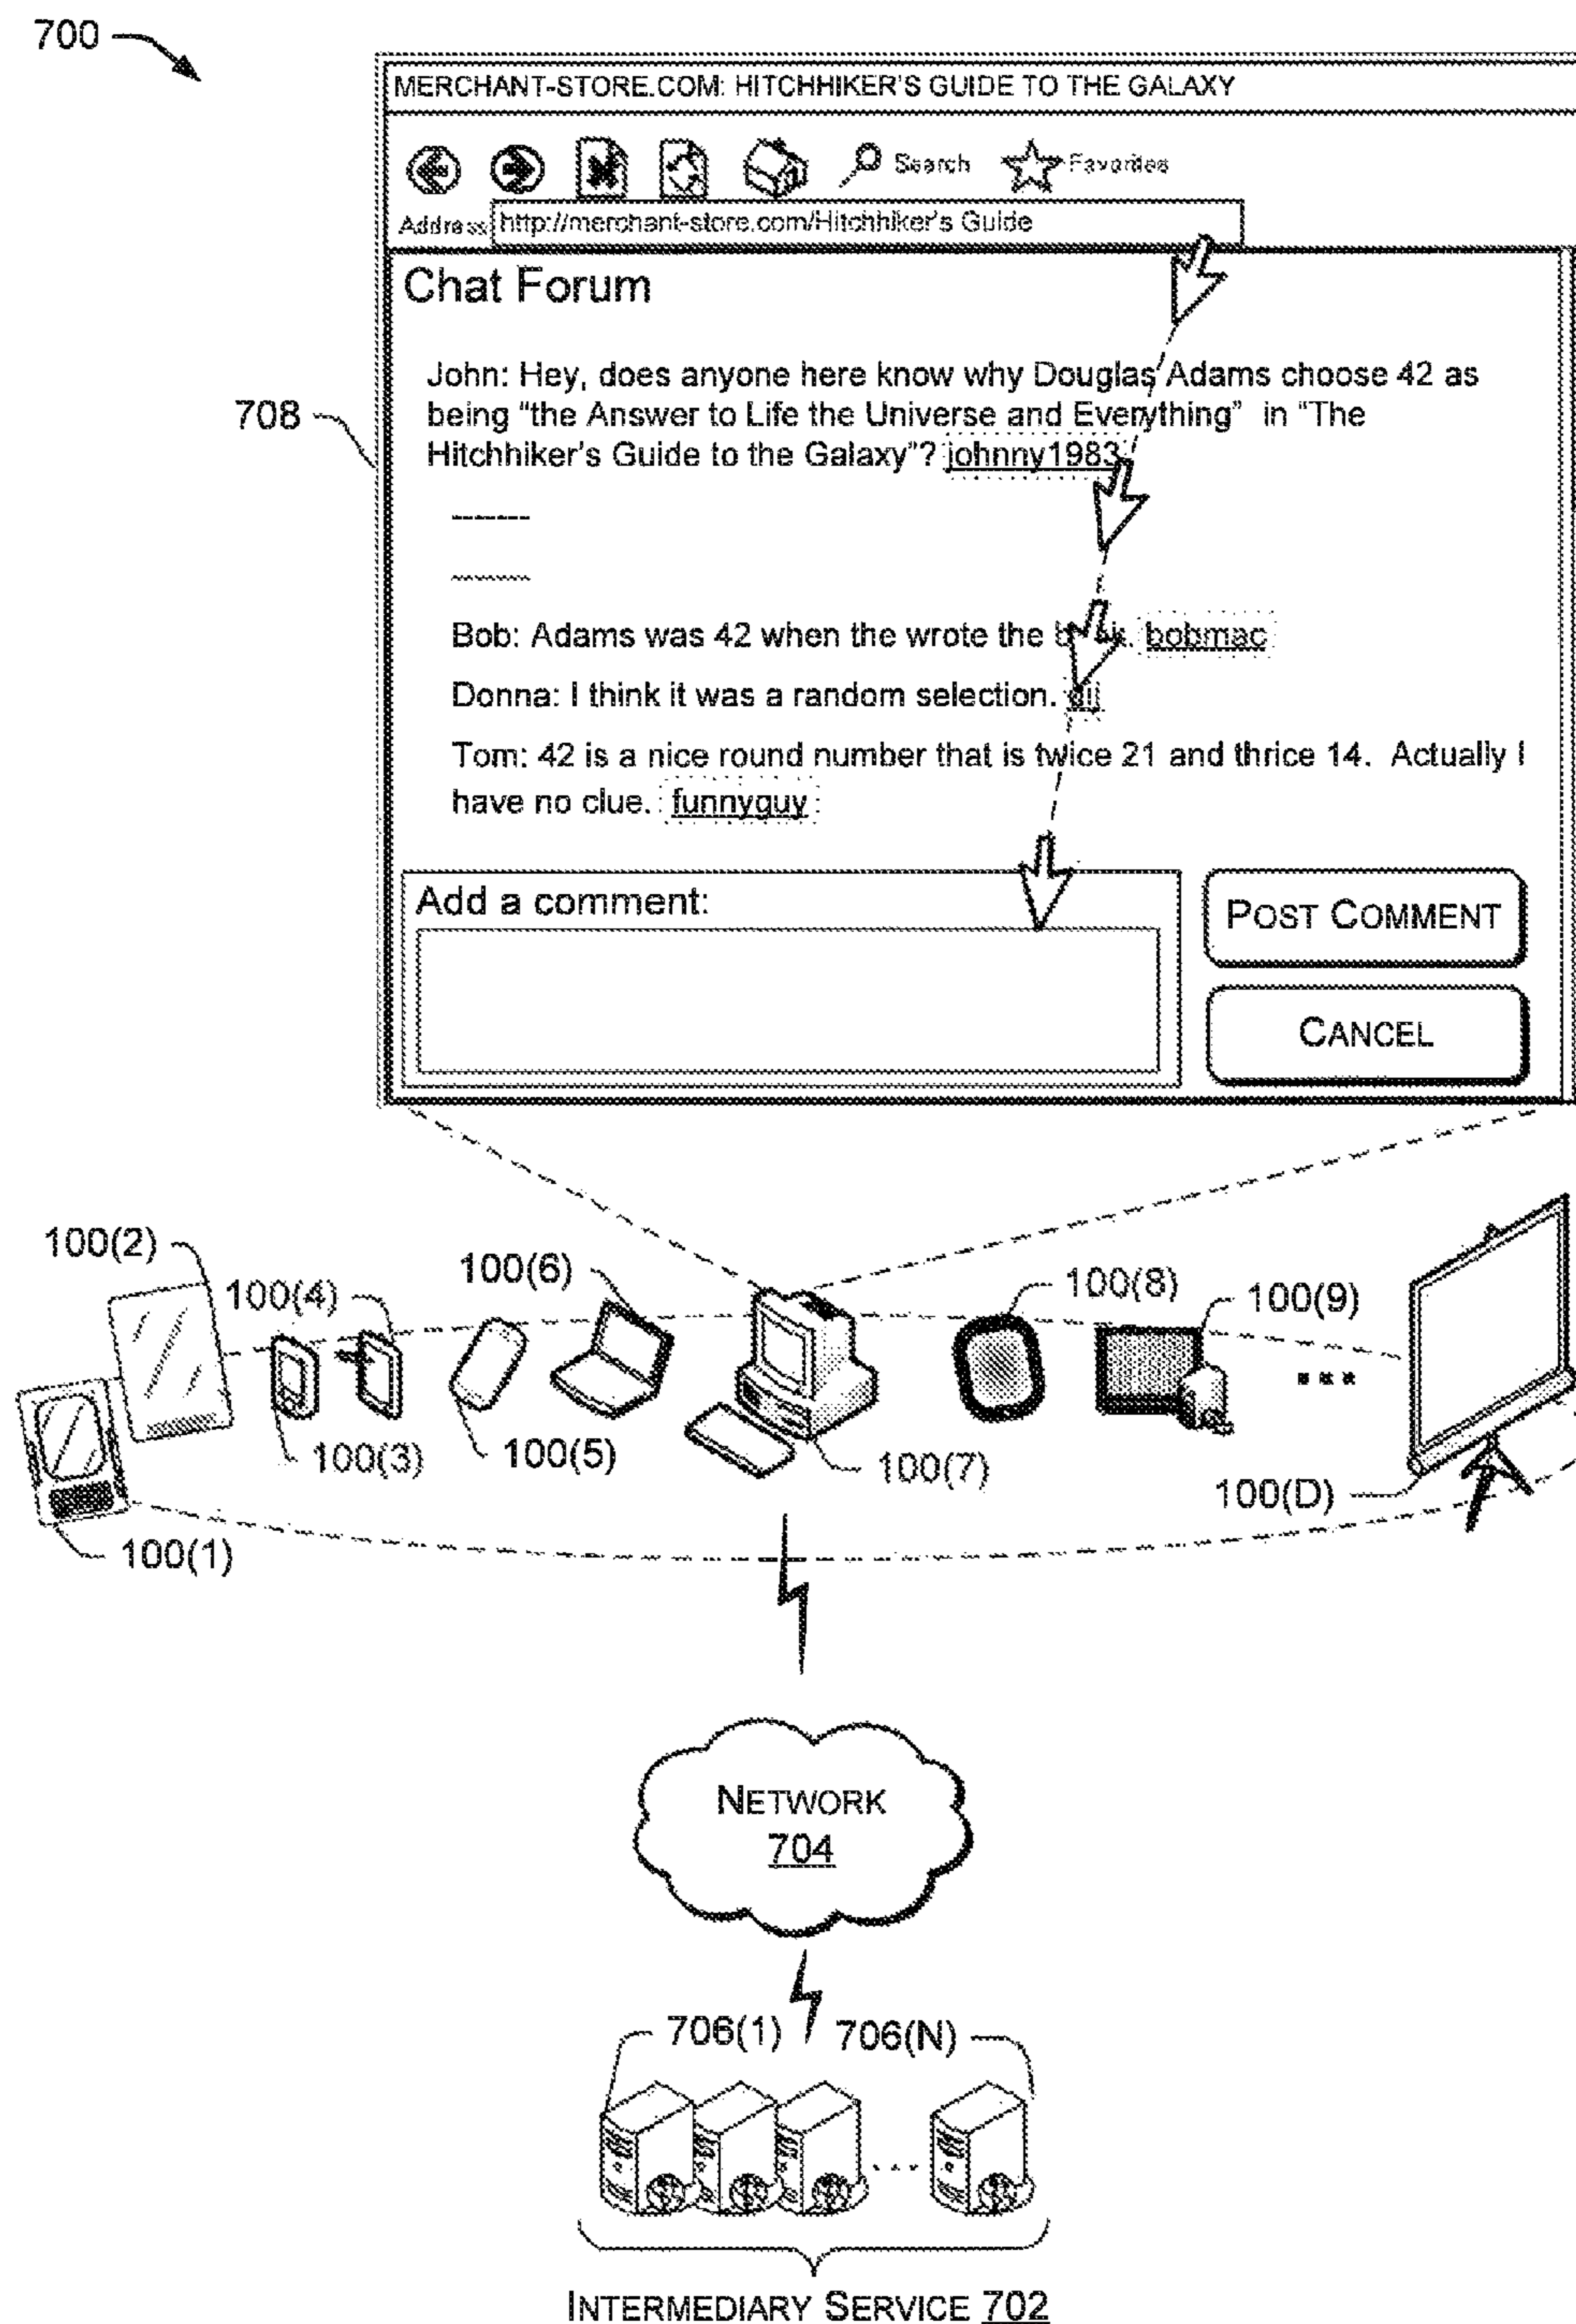 700
MERCHANT-STORE.COM: HITCHHIKER'S GUIDE TO THE GALAXY
Search Favorites
Address http://merchant-store.com/Hitchhiker's Guide
Chat Forum
708
John: Hey, does anyone here know why Douglas Adams choose 42 as
being "the Answer to Life the Universe and Everything" in "The
Hitchhiker's Guide to the Galaxy"? johnny1983
Bob: Adams was 42 when the wrote the bobmac
Donna: I think it was a random selection.
Tom: 42 is a nice round number that is twice 21 and thrice 14. Actually I
have no clue. funnyguy
Add a comment:
POST COMMENT
CANCEL
100(2)
100(4)
100(6)
100(8)
100(9)
100(3)
100(5)
100(7)
100(D)
100(1)
NETWORK
704
706(1) 706(N)
INTERMEDIARY SERVICE 702